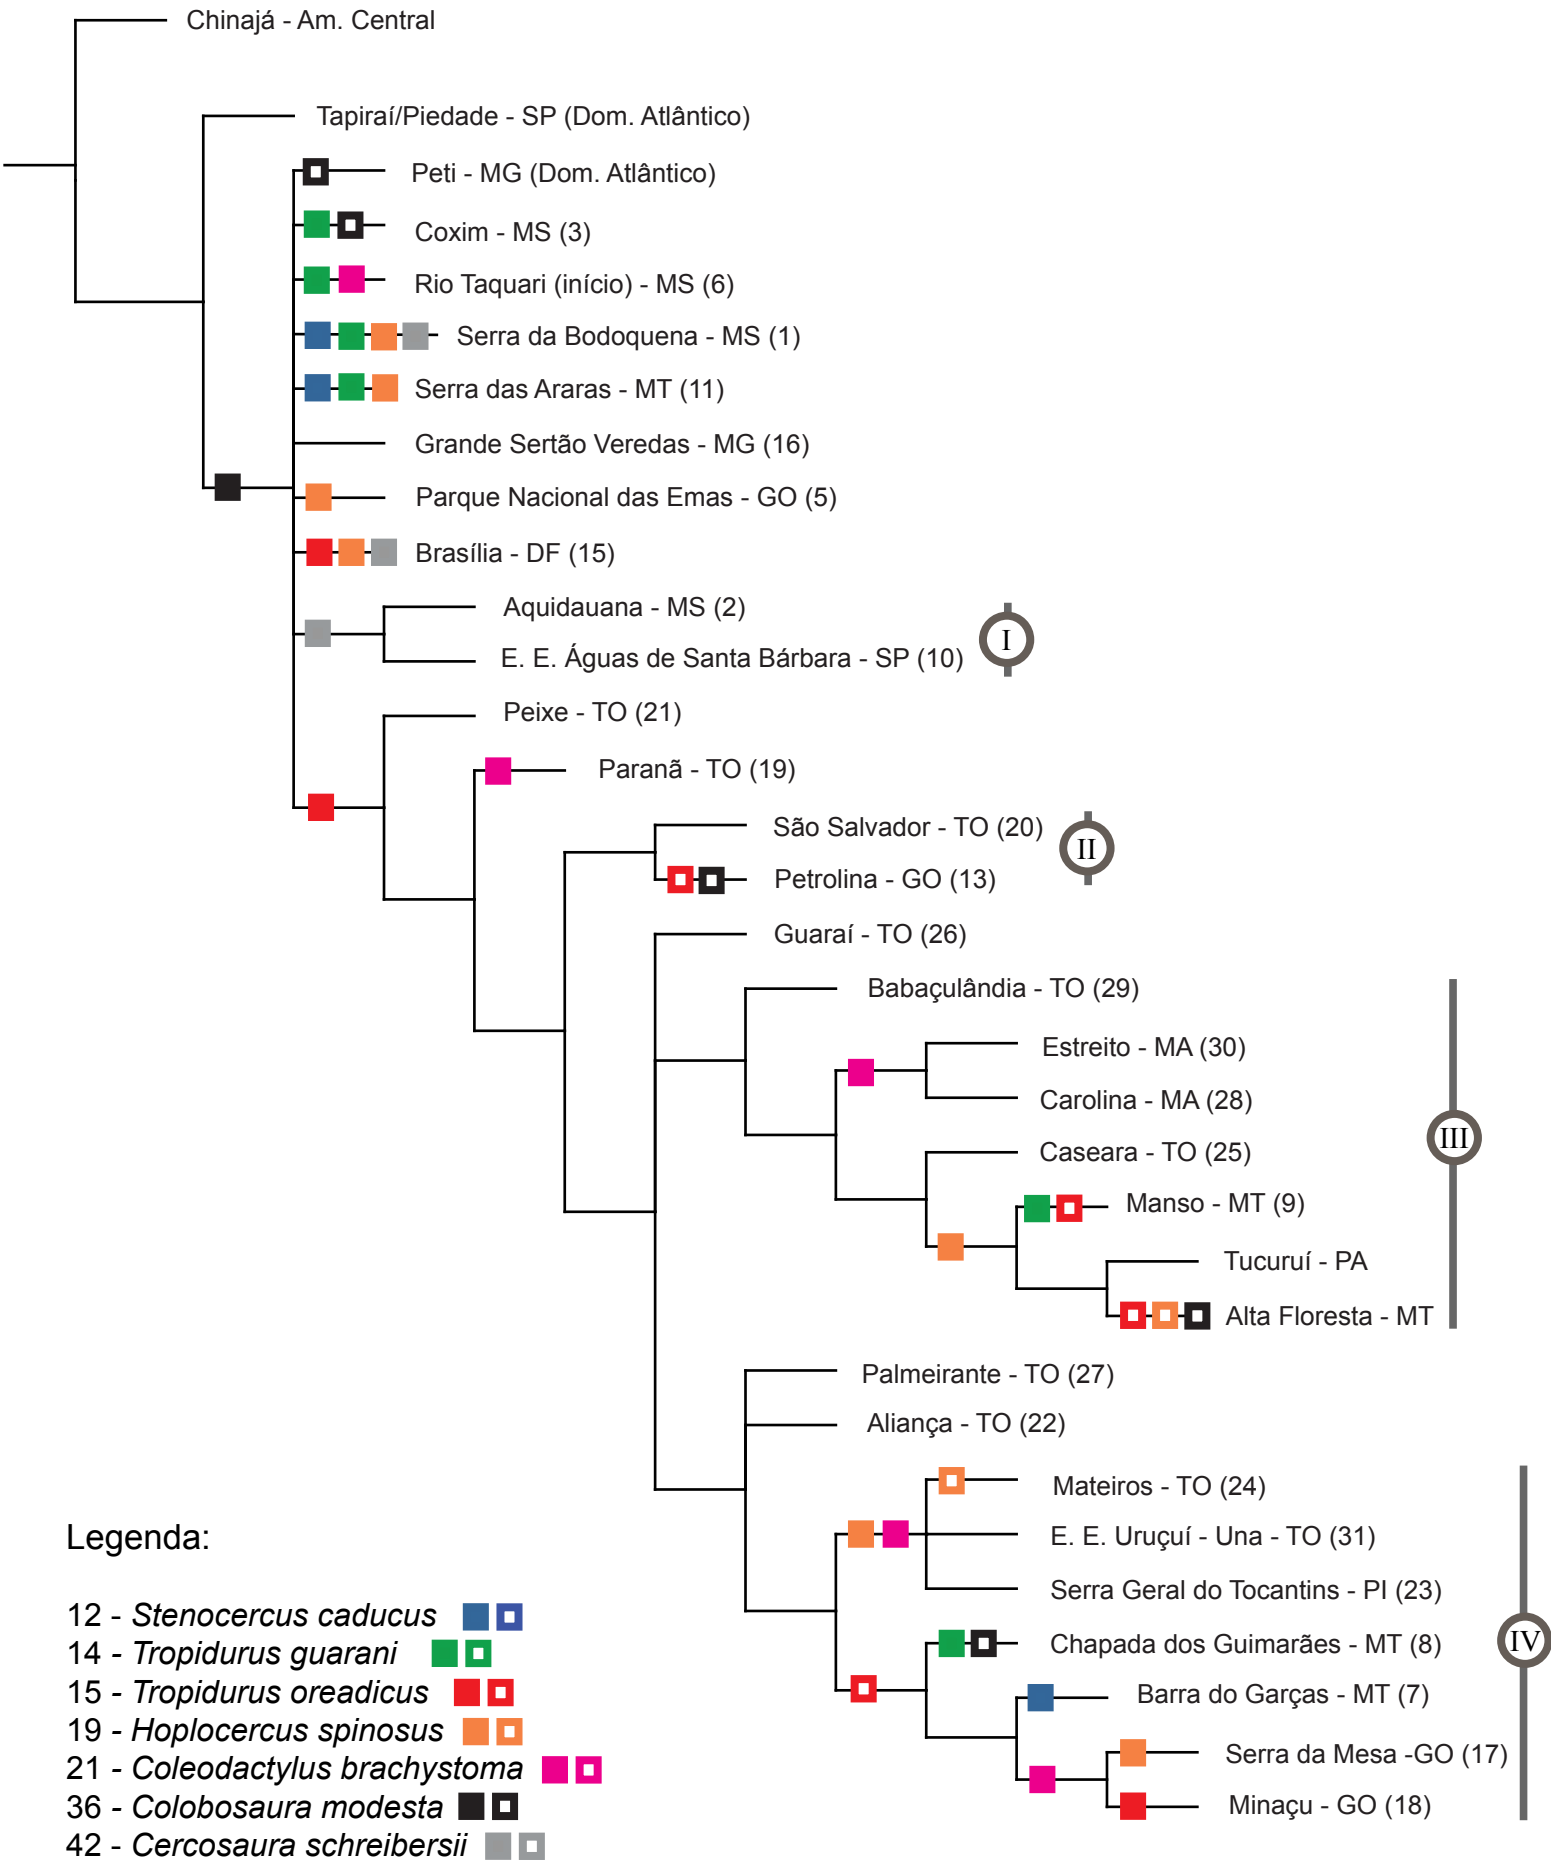 Chinajá - Am. Central
Tapiraí/Piedade - SP (Dom. Atlântico)
Peti - MG (Dom. Atlântico)
Coxim - MS (3)
Rio Taquari (início) - MS (6)
Serra da Bodoquena - MS (1)
Serra das Araras - MT (11)
Grande Sertão Veredas - MG (16)
Parque Nacional das Emas - GO (5)
Brasília - DF (15)
Aquidauana - MS (2)
I
E. E. Águas de Santa Bárbara - SP (10)
Peixe - TO (21)
Paranã - TO (19)
São Salvador - TO (20)
II
Petrolina - GO (13)
Guaraí - TO (26)
Babaçulândia - TO (29)
Estreito - MA (30)
Carolina - MA (28)
III
Caseara - TO (25)
Manso - MT (9)
Tucuruí - PA
Alta Floresta - MT
Palmeirante - TO (27)
Aliança - TO (22)
Mateiros - TO (24)
E. E. Uruçuí - Una - TO (31)
Serra Geral do Tocantins - PI (23)
Chapada dos Guimarães - MT (8)
IV
Barra do Garças - MT (7)
Serra da Mesa -GO (17)
Minaçu - GO (18)
Legenda:
12 - Stenocercus caducus
14 - Tropidurus guarani
15 - Tropidurus oreadicus
19 - Hoplocercus spinosus
21 - Coleodactylus brachystoma
36 - Colobosaura modesta
42 - Cercosaura schreibersii